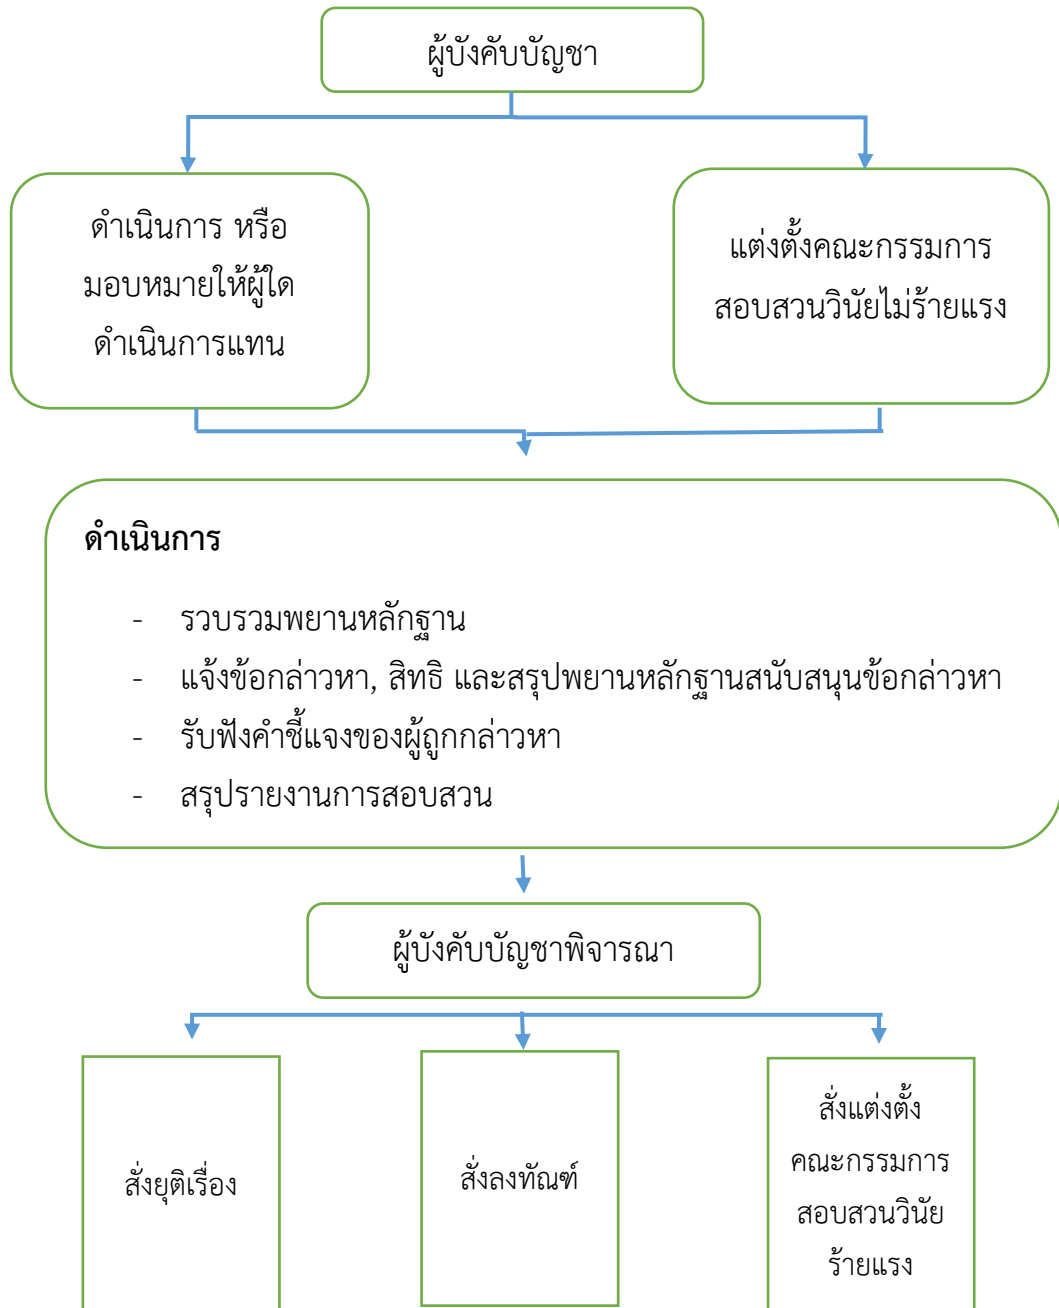 ผู้บังคับบัญชา
ดำเนินการ หรือ
มอบหมายให้ผู้ใด
ดำเนินการแทน
แต่งตั้งคณะกรรมการ
สอบสวนวินัยไม่ร้ายแรง
ดำเนินการ
- รวบรวมพยานหลักฐาน
- แจ้งข้อกล่าวหา, สิทธิ และสรุปพยานหลักฐานสนับสนุนข้อกล่าวหา
- รับฟังคำชี้แจงของผู้ถูกกล่าวหา
- สรุปรายงานการสอบสวน
ผู้บังคับบัญชาพิจารณา
สั่งยุติเรื่อง
สั่งลงทัณฑ์
สั่งแต่งตั้ง
คณะกรรมการ
สอบสวนวินัย
ร้ายแรง